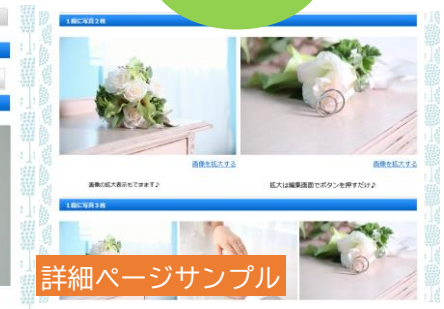 1段に写真2枚
画像を拡大する
画像を拡大する
画像の拡大表示もできます♪
拡大は編集画面でボタンを押すだけ♪
1段に写真3枚
詳細ページサンプル